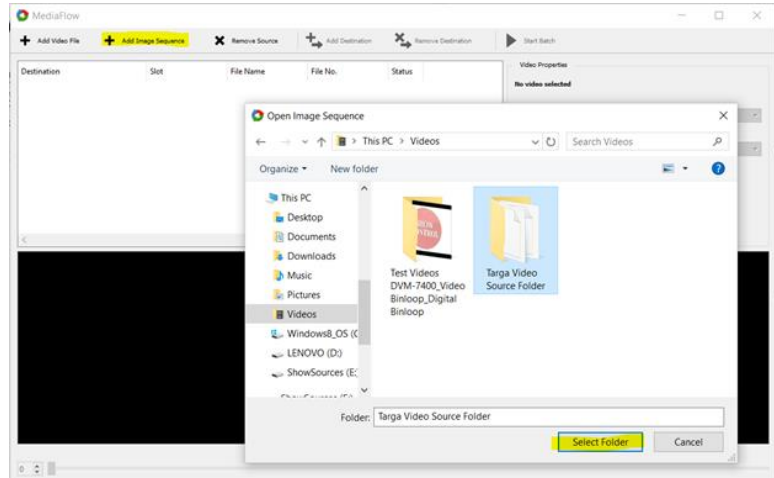 MediaFlow
Add Video File Add Image Sequence Remove Source Add Destination Remove Destination Start Batch
Destination Slot File Name File No. Status
Video Properties
No video selected
Open Image Sequence
This PC > Videos
Search Videos
Organize New folder
This PC
Desktop
Documents
Downloads
Music
Pictures
Videos
Windows8_OS (C
LENOVO (D:)
ShowSources (E:
Test Videos
DVM-7400_Video
Binloop_Digital
Binloop
Targa Video
Source Folder
Folder: Targa Video Source Folder
Select Folder Cancel
0